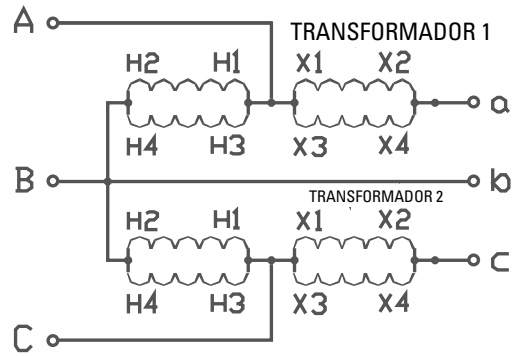 A
TRANSFORMADOR 1
H2 H1 X1 X2
a
H4 H3 X3 X4
B b
TRANSFORMADOR 2
H2 H1 X1 X2
c
H4 H3 X3 X4
C